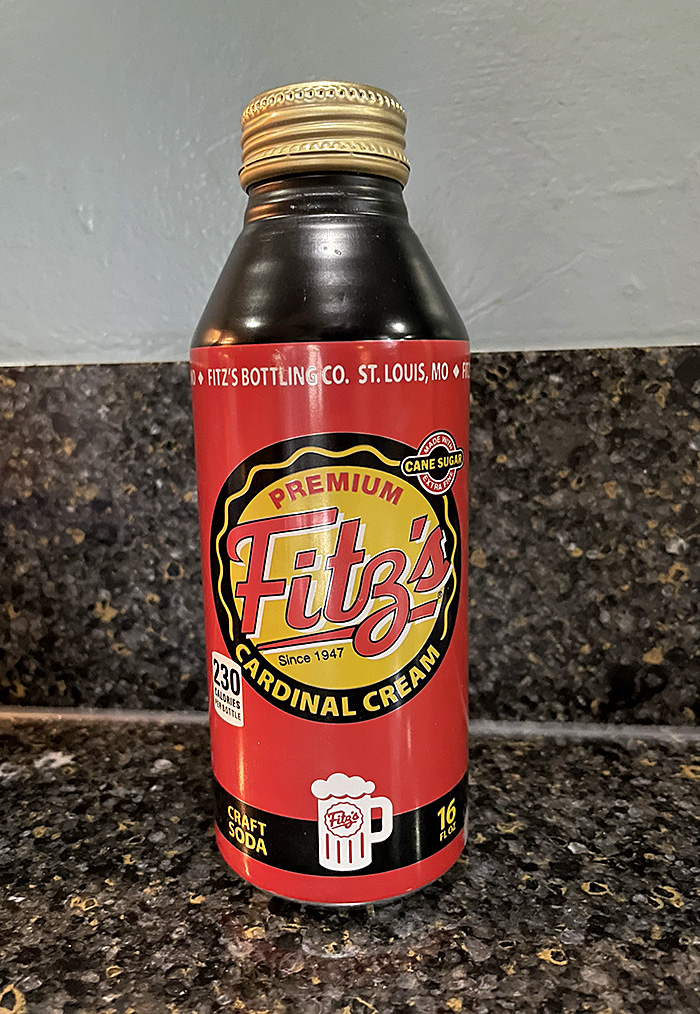 FITZ'S BOTTLING CO. ST. LOUIS, MO
MADE WITH
CANE SUGAR
EXTRA FINE
PREMIUM
Fitz's®
Since 1947
CARDINAL CREAM
230
CALORIES
PER BOTTLE
Fitz's
CRAFT
SODA
16
FL OZ